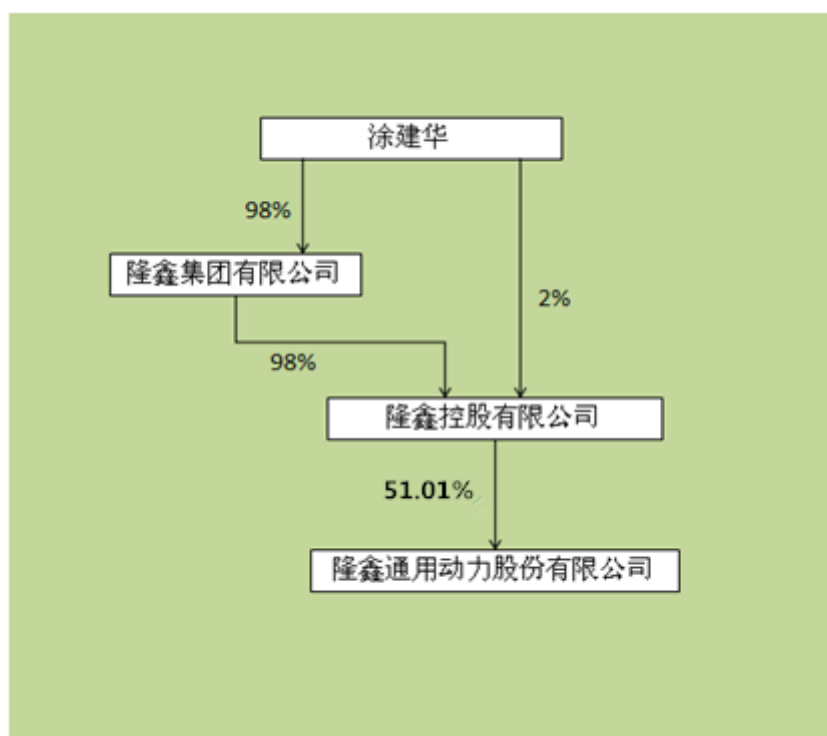 涂建华
98%
隆鑫集团有限公司
2%
98%
隆鑫控股有限公司
51.01%
隆鑫通用动力股份有限公司